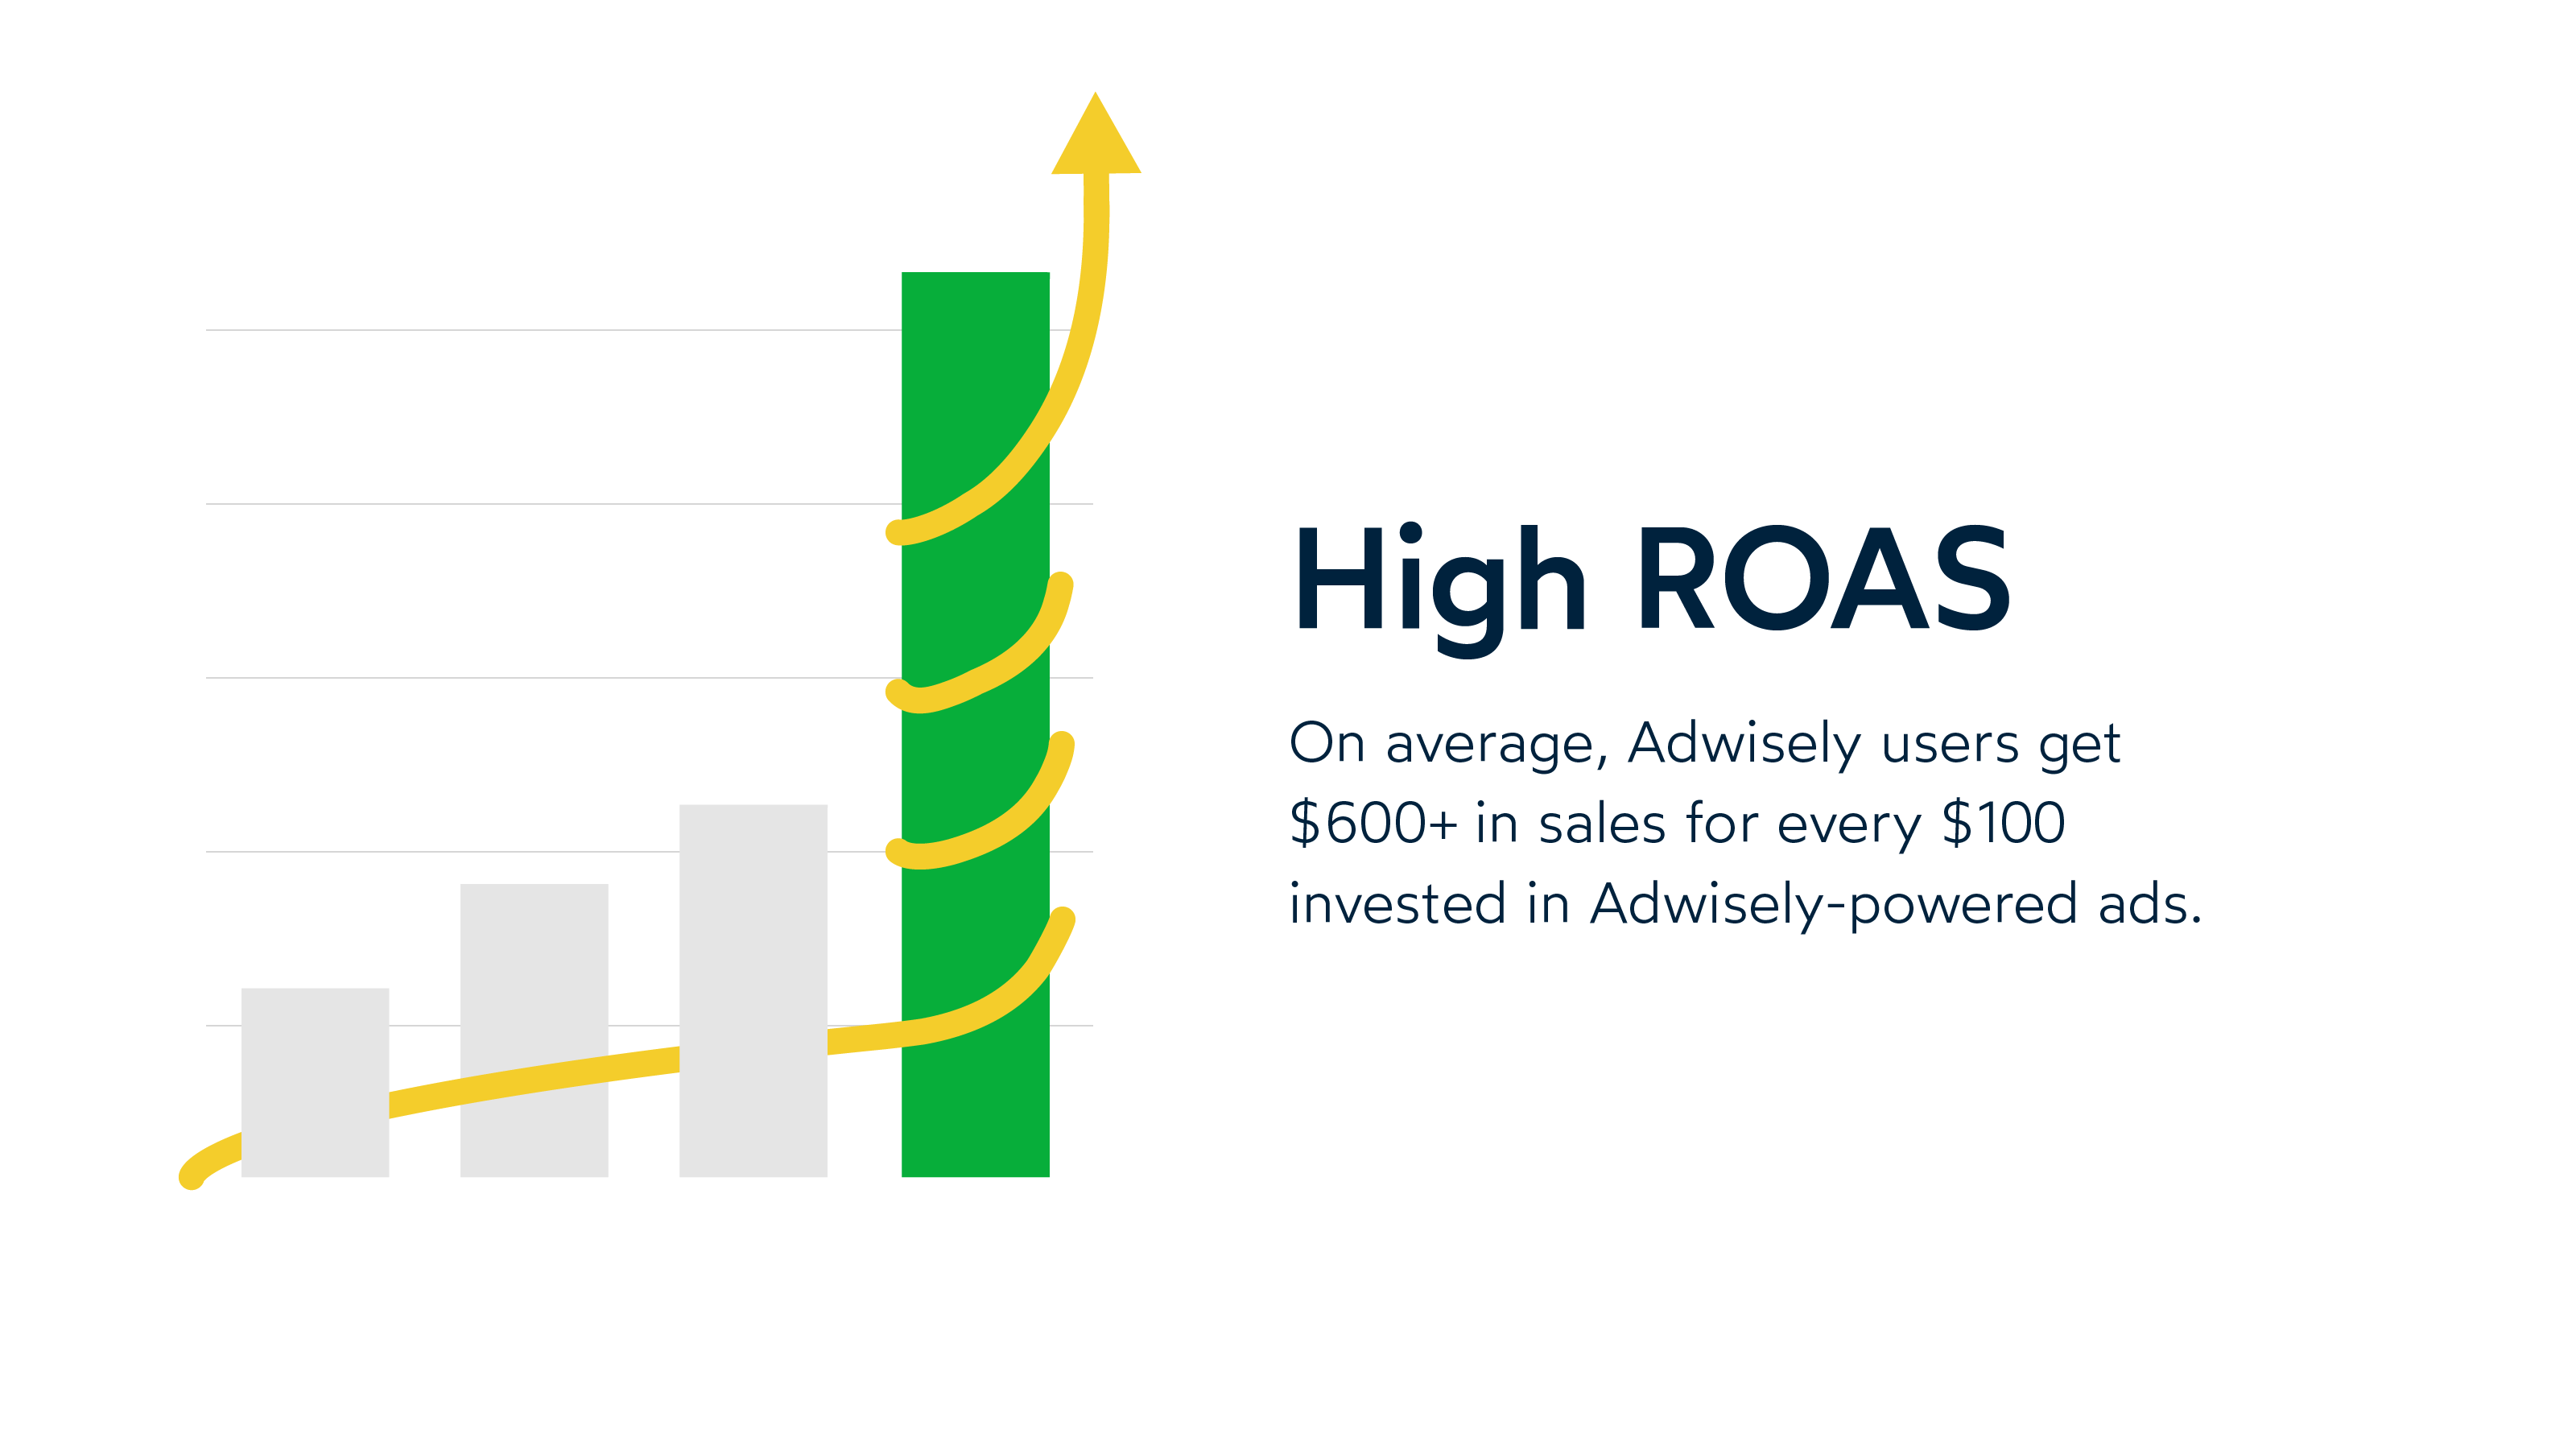 High ROAS
On average, Adwisely users get
$600+ in sales for every $100
invested in Adwisely-powered ads.